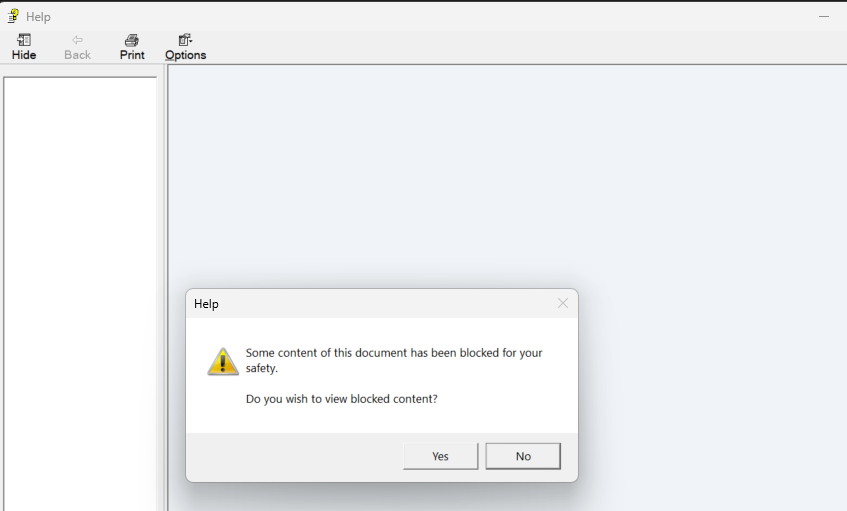 Help
Hide Back Print Options
Help
Some content of this document has been blocked for your
safety.
Do you wish to view blocked content?
Yes No